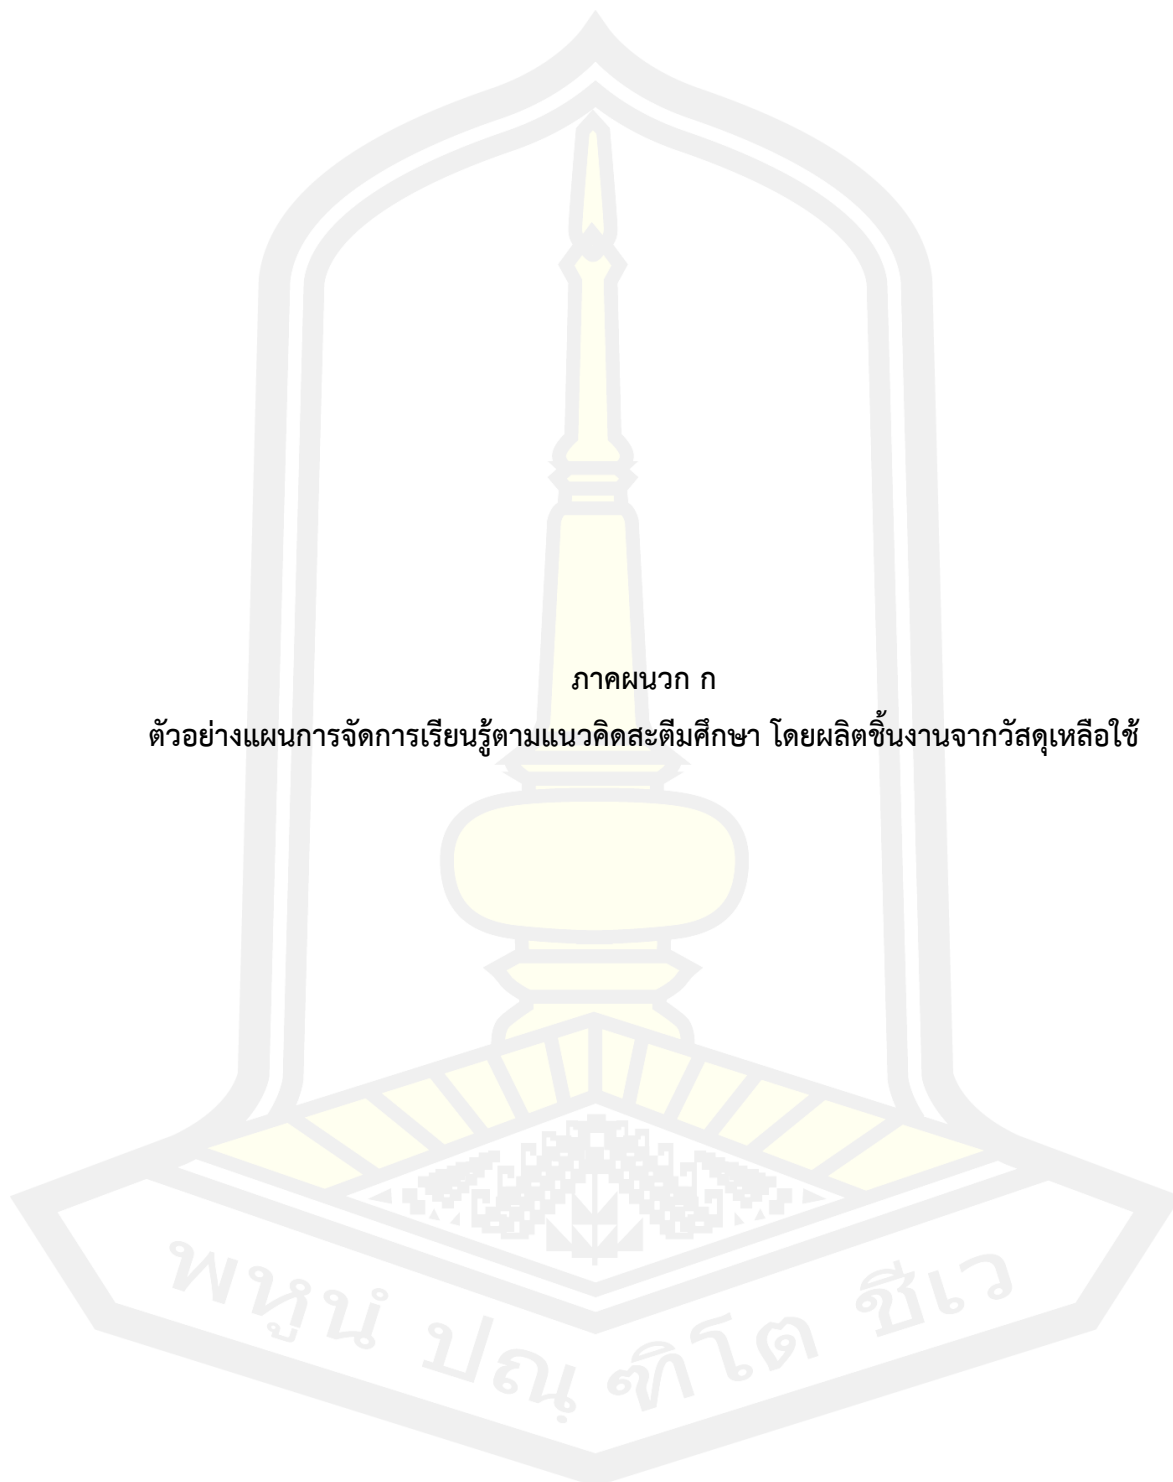 ภาคผนวก ก
ตัวอย่างแผนการจัดการเรียนรู้ตามแนวคิดสะตีมศึกษา โดยผลิตชิ้นงานจากวัสดุเหลือใช้
พหูนํ ปณฺฑิโต ชีเว